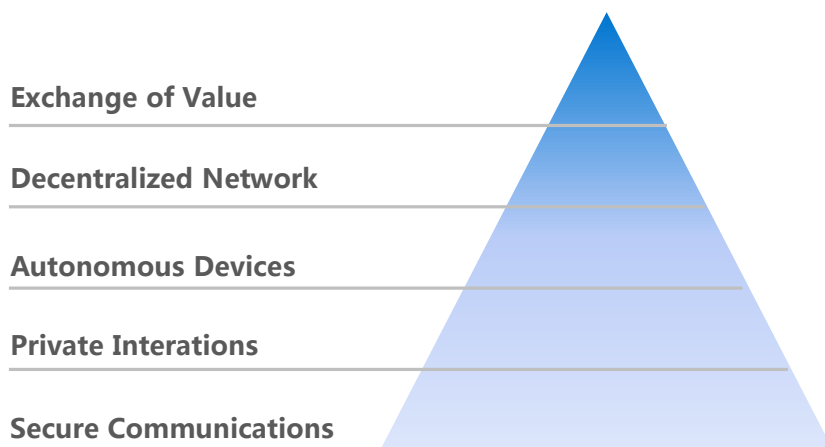 Exchange of Value
Decentralized Network
Autonomous Devices
Private Interations
Secure Communications